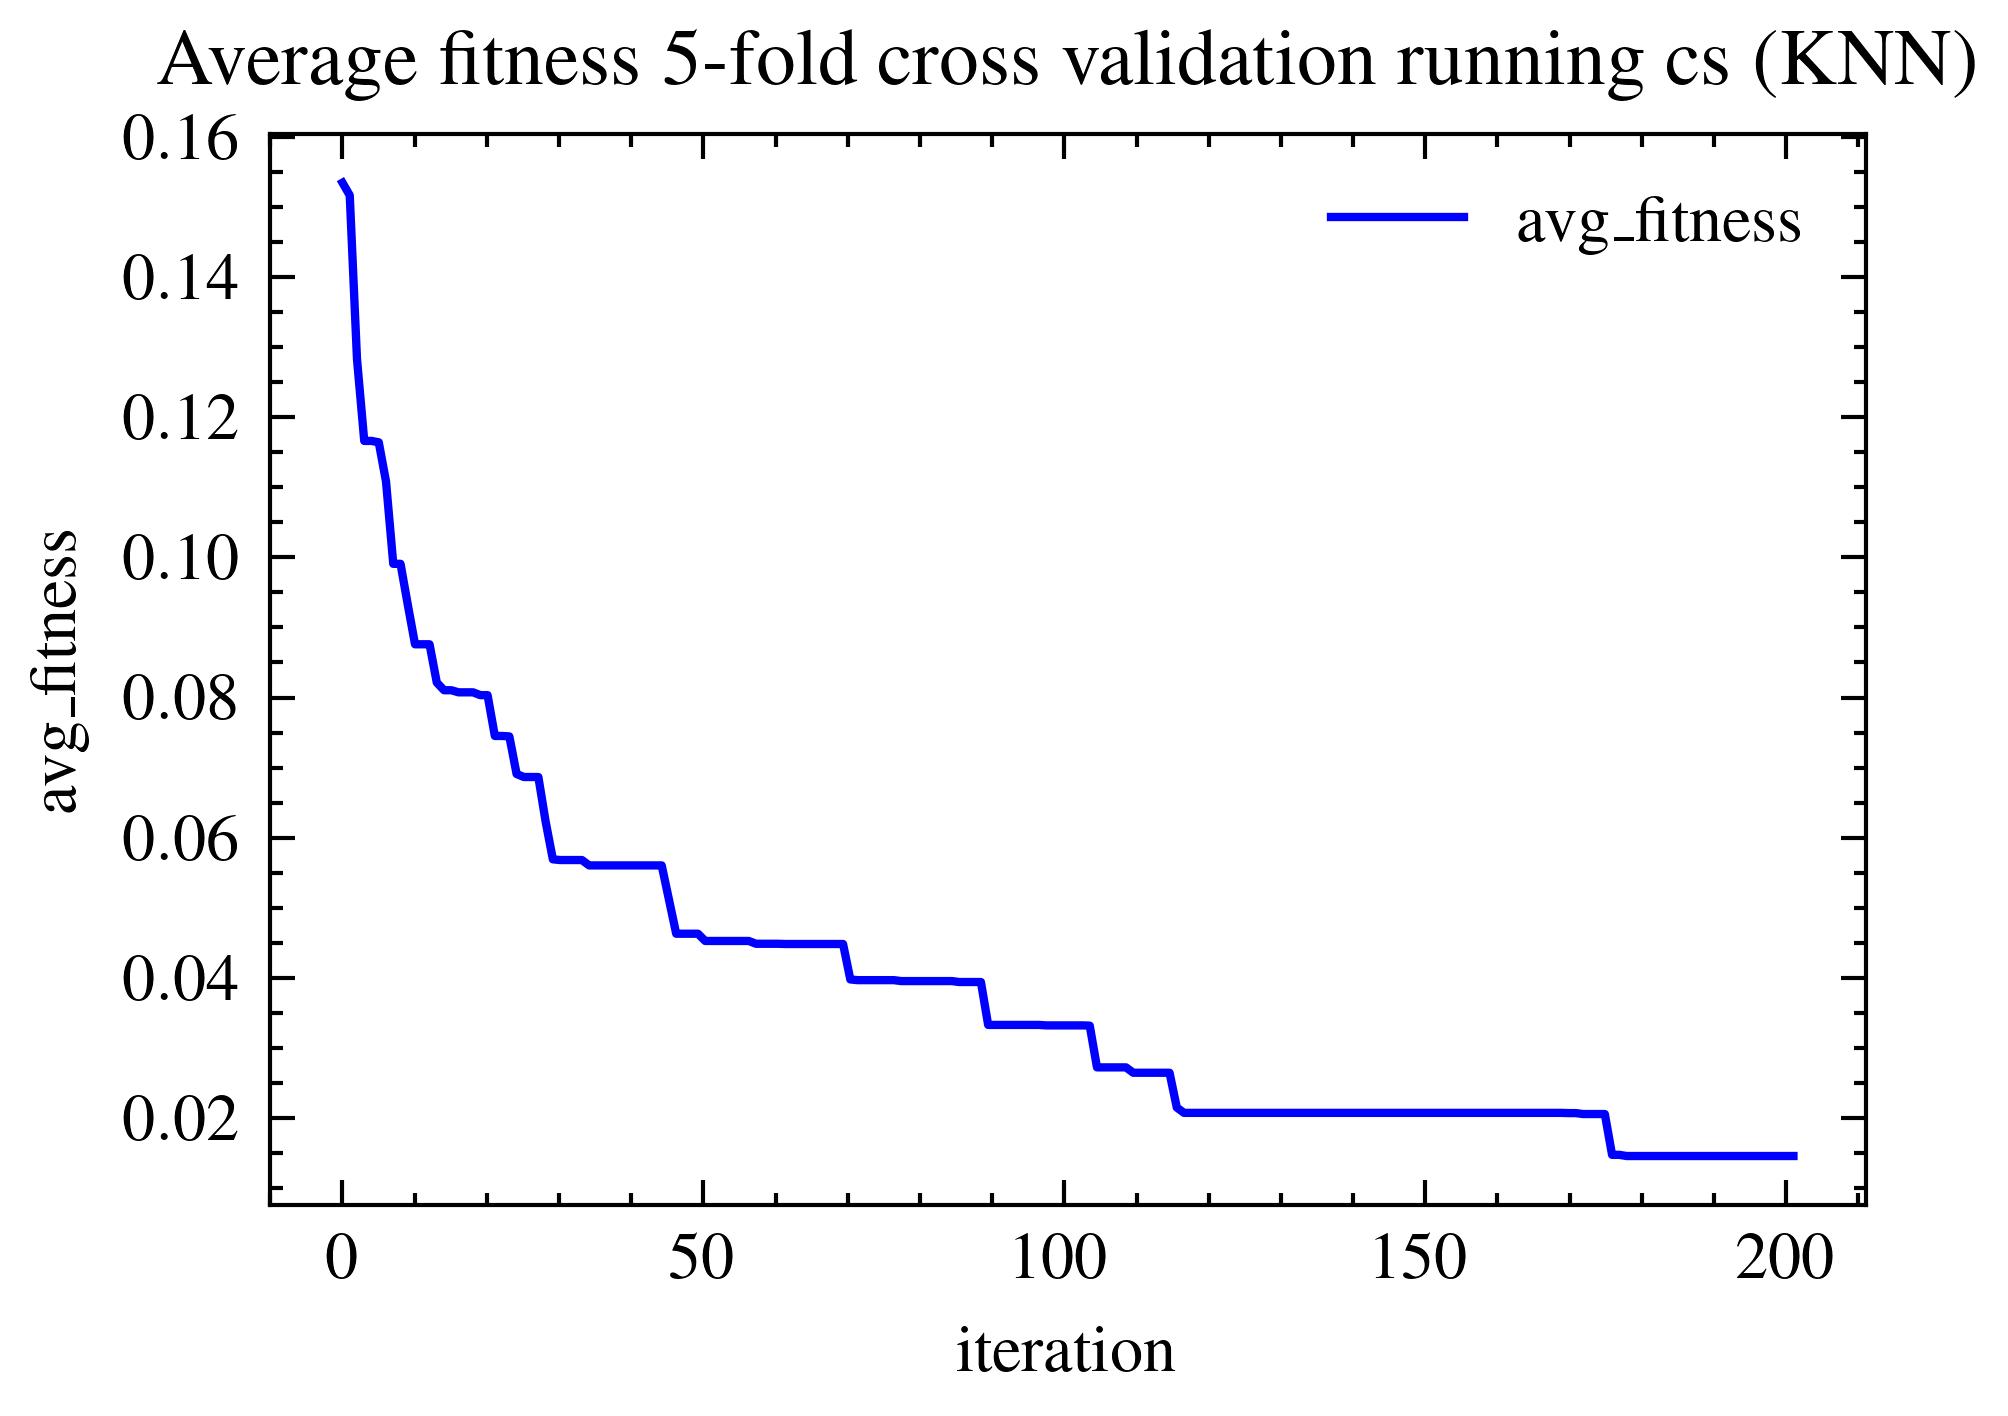 Average fitness 5-fold cross validation running cs (KNN)
0.16
0.14
0.12
0.10
0.08
0.06
0.04
0.02
avg_fitness
avg_fitness
0 50 100 150 200
iteration